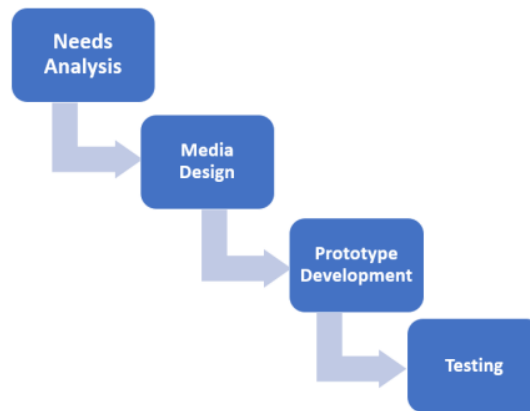 Needs
Analysis
Media
Design
Prototype
Development
Testing